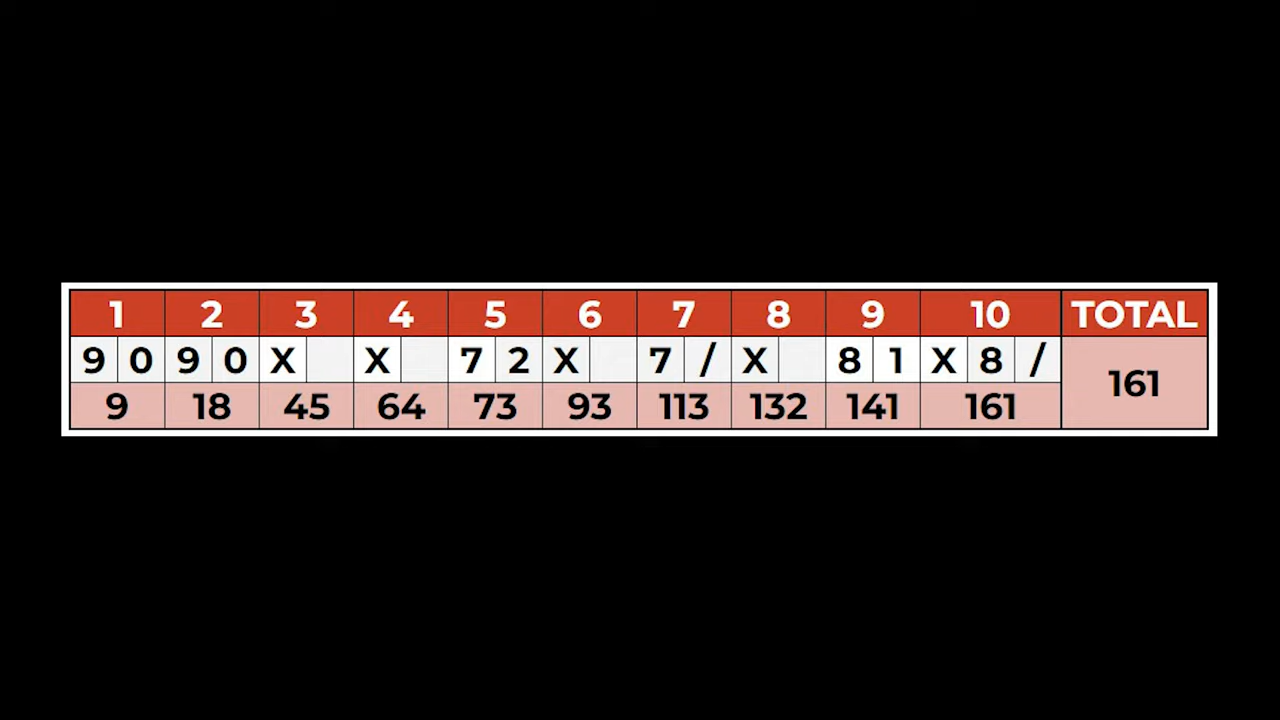 1 2 3 4 5 6 7 8 9 10 TOTAL
9 0 9 0 X X 7 2 X 7 / X 8 1 X 8 /
9 18 45 64 73 93 113 132 141 161 161